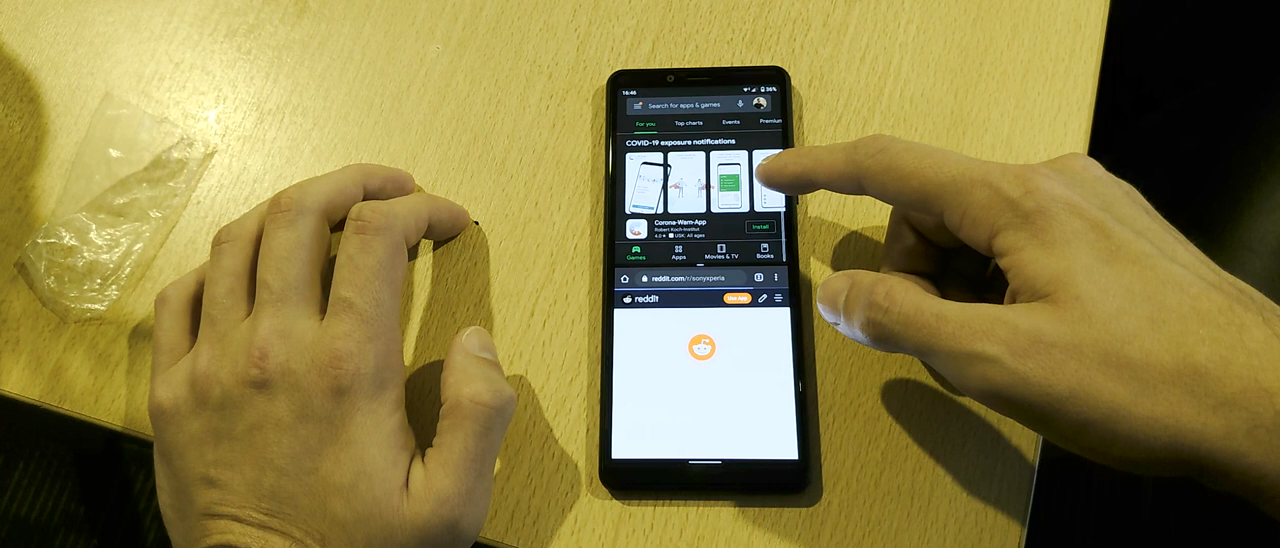 16:46
36%
Search for apps & games
For you Top charts Events Premium
COVID-19 exposure notifications
Corona-Warn-App
Robert Koch-Institut
4.0★ USK: All ages
Install
Games Apps Movies & TV Books
reddit.com/r/sonyxperia
reddit
Use App